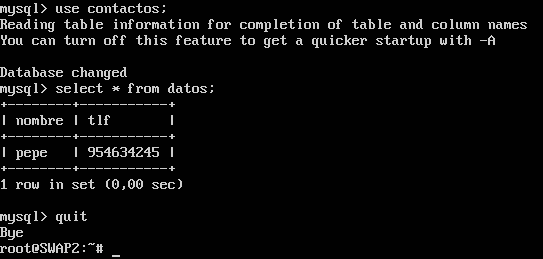 mysql> use contactos;
Reading table information for completion of table and column names
You can turn off this feature to get a quicker startup with -A

Database changed
mysql> select * from datos;
+--------+-----------+
| nombre | tlf       |
+--------+-----------+
| pepe   | 954634245 |
+--------+-----------+
1 row in set (0,00 sec)

mysql> quit
Bye
root@SWAP2:~# _